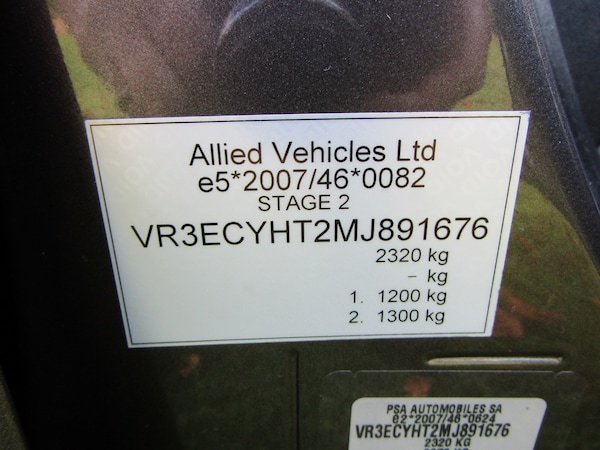 Allied Vehicles Ltd
e5*2007/46*0082
STAGE 2
VR3ECYHT2MJ891676
2320 kg
- kg
1. 1200 kg
2. 1300 kg
PSA AUTOMOBILES SA
e2*2007/46*0624
VR3ECYHT2MJ891676
2320 KG